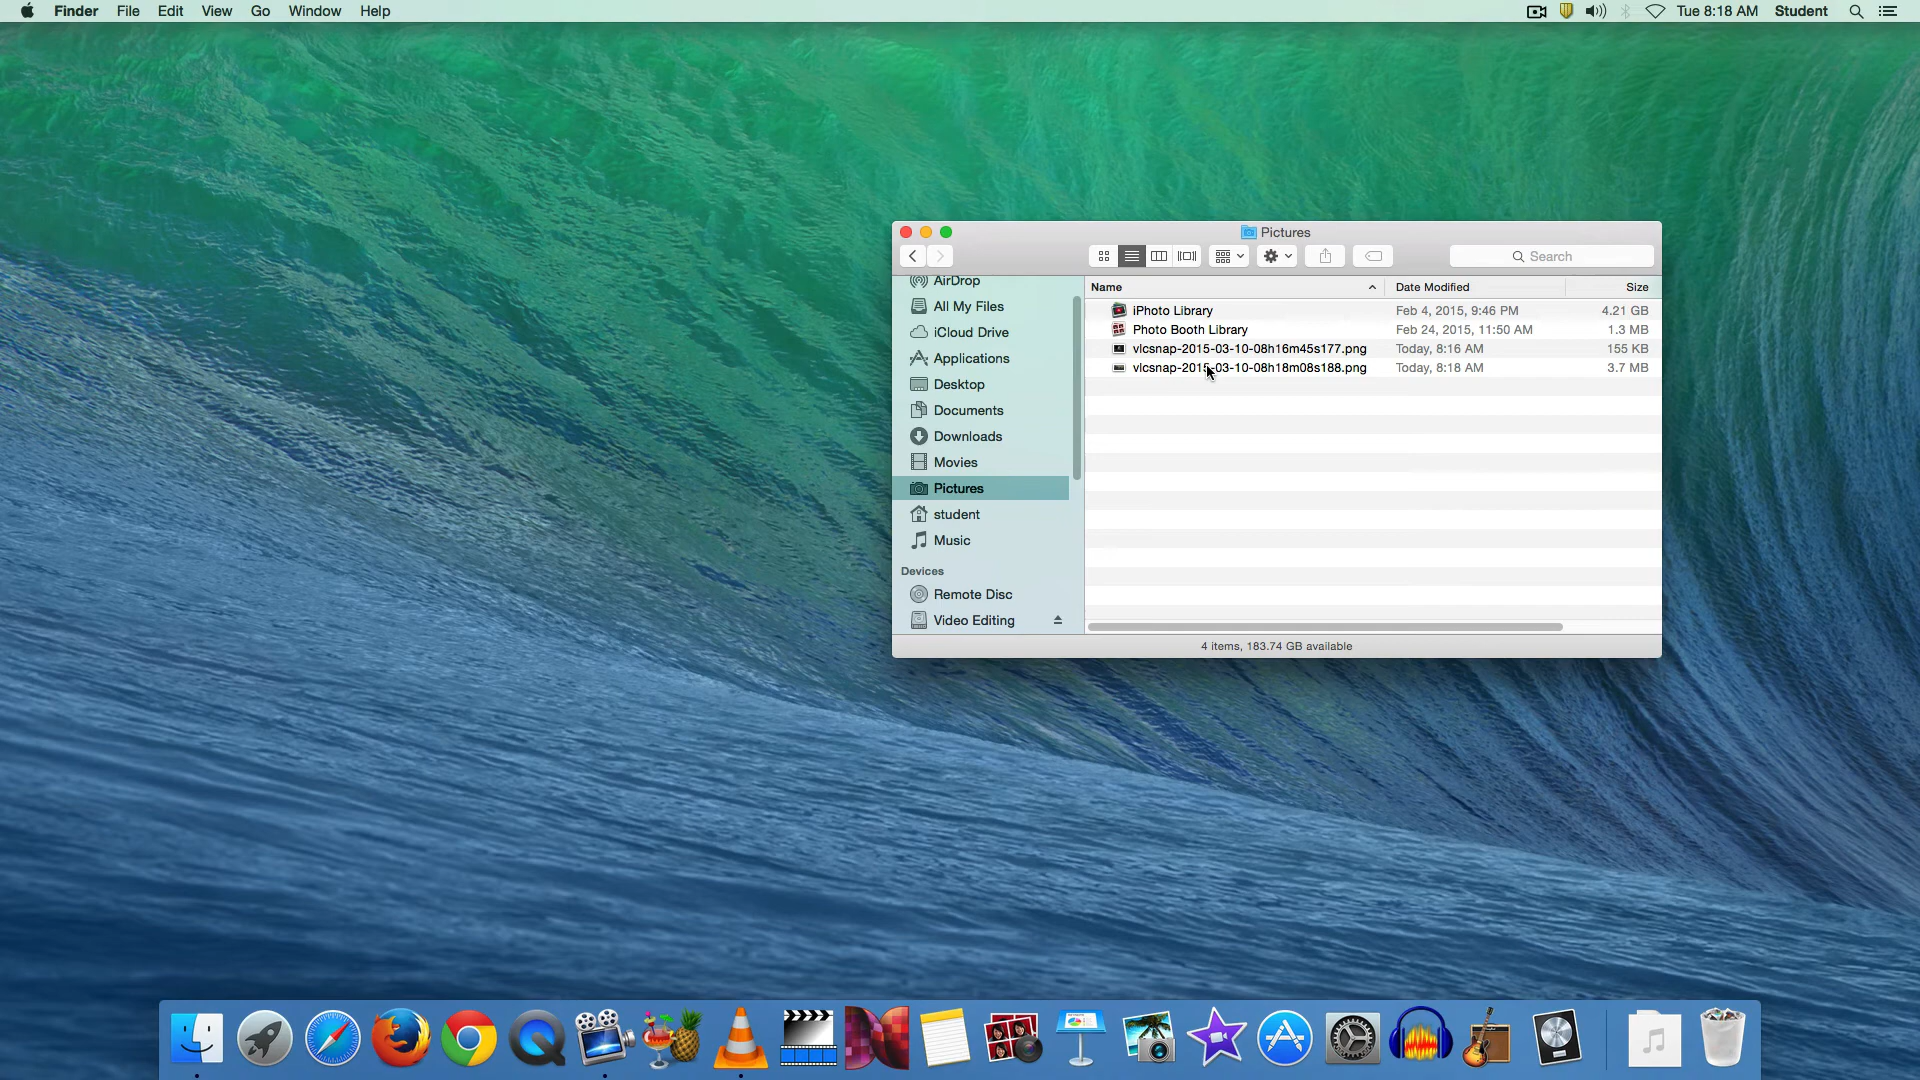 Finder File Edit View Go Window Help Tue 8:18 AM Student
Pictures
Search
Name Date Modified Size
AirDrop
All My Files
iCloud Drive
Applications
Desktop
Documents
Downloads
Movies
Pictures
student
Music
Devices
Remote Disc
Video Editing
iPhoto Library Feb 4, 2015, 9:46 PM 4.21 GB
Photo Booth Library Feb 24, 2015, 11:50 AM 1.3 MB
vlcsnap-2015-03-10-08h16m45s177.png Today, 8:16 AM 155 KB
vlcsnap-2015-03-10-08h18m08s188.png Today, 8:18 AM 3.7 MB
4 items, 183.74 GB available